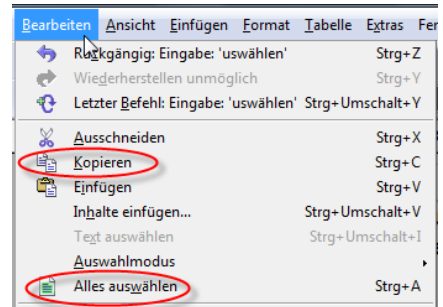 Bearbeiten Ansicht Einfügen Format Tabelle Extras Fen
Rückgängig: Eingabe: 'uswählen' Strg+Z
Wiederherstellen unmöglich Strg+Y
Letzter Befehl: Eingabe: 'uswählen' Strg+Umschalt+Y
Ausschneiden Strg+X
Kopieren Strg+C
Einfügen Strg+V
Inhalte einfügen... Strg+Umschalt+V
Text auswählen Strg+Umschalt+I
Auswahlmodus
Alles auswählen Strg+A